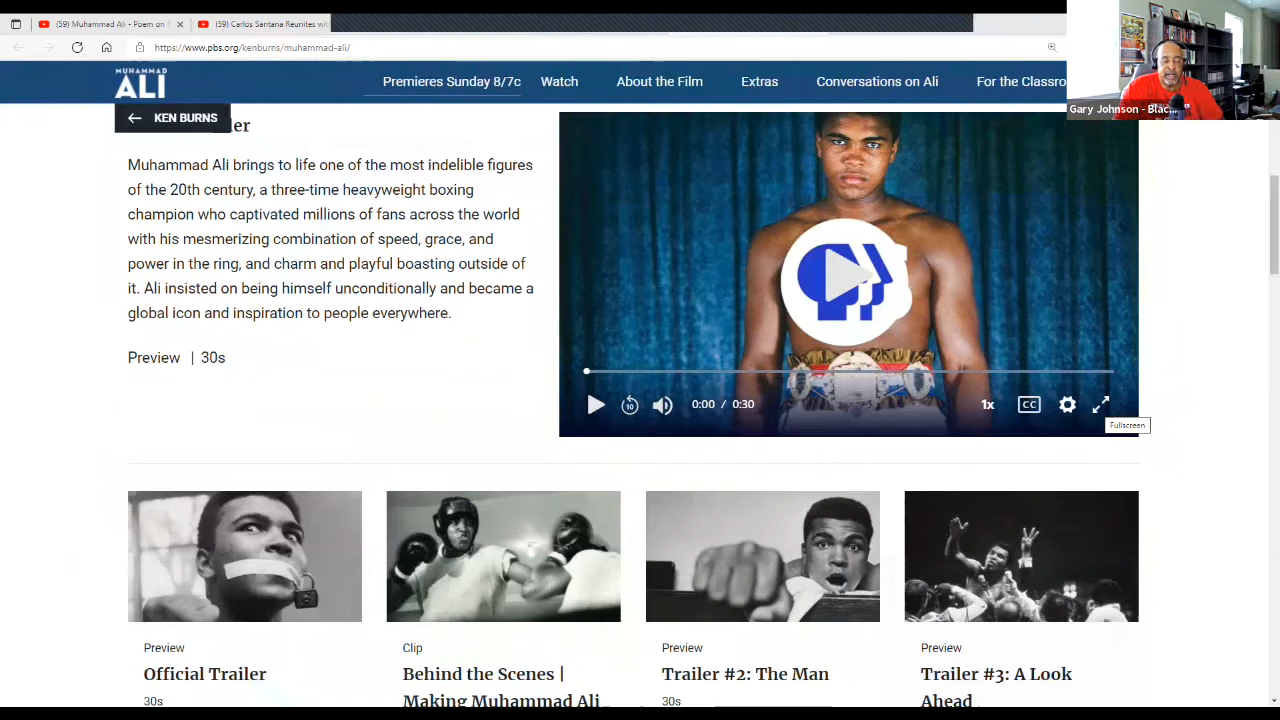 (59) Muhammad Ali - Poem on
(59) Carlos Santana Reunites wit
https://www.pbs.org/kenburns/muhammad-ali/
MUHAMMAD
ALI
Premieres Sunday 8/7c
Watch
About the Film
Extras
Conversations on Ali
For the Classro
Gary Johnson - Blac...
KEN BURNS
ler
Muhammad Ali brings to life one of the most indelible figures
of the 20th century, a three-time heavyweight boxing
champion who captivated millions of fans across the world
with his mesmerizing combination of speed, grace, and
power in the ring, and charm and playful boasting outside of
it. Ali insisted on being himself unconditionally and became a
global icon and inspiration to people everywhere.
Preview | 30s
10
0:00 / 0:30
1x
CC
Fullscreen
Preview
Official Trailer
30s
Clip
Behind the Scenes |
Making Muhammad Ali
Preview
Trailer #2: The Man
30s
Preview
Trailer #3: A Look
Ahead